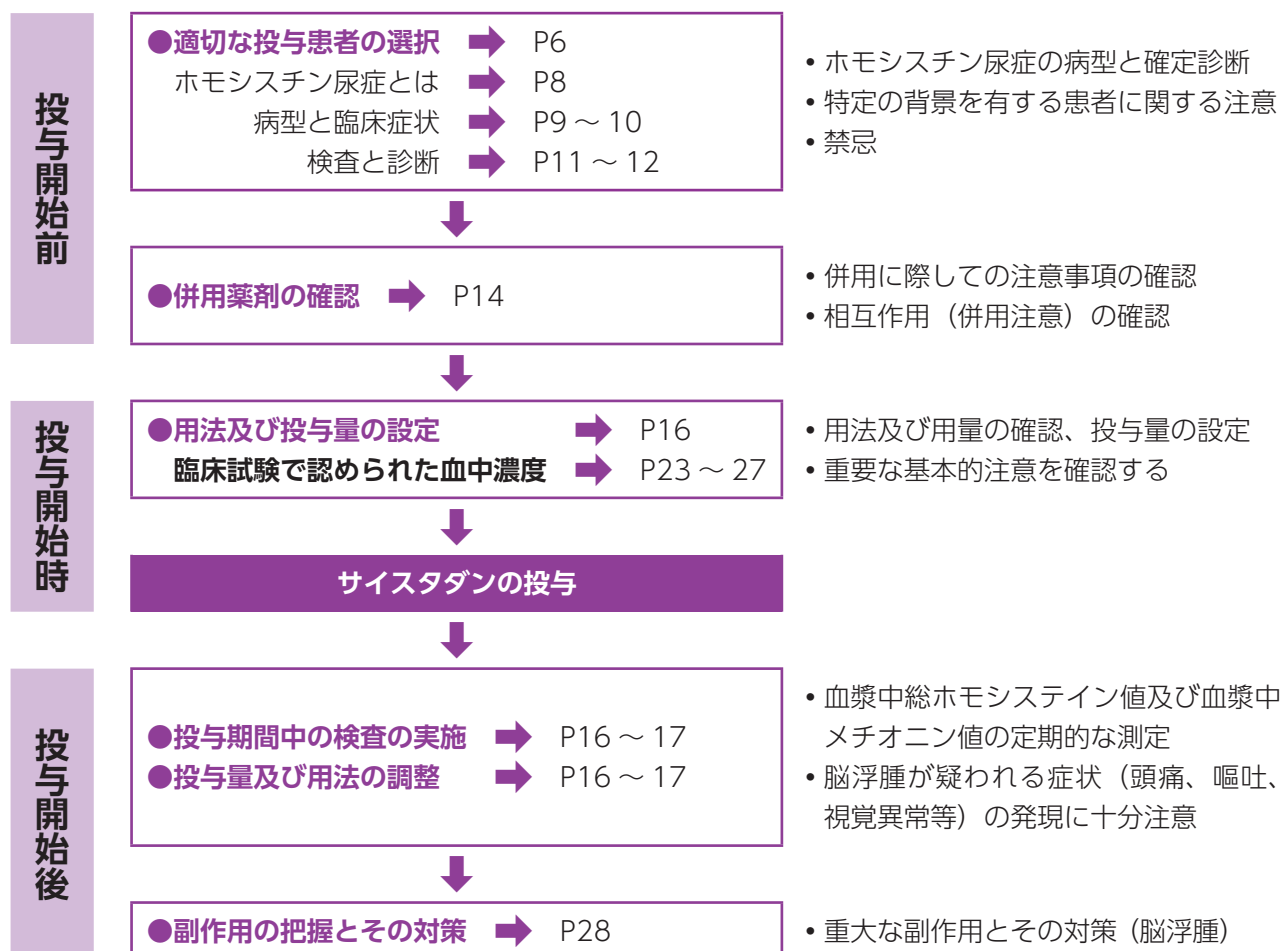 投与開始前
●適切な投与患者の選択 ➡ P6
ホモシスチン尿症とは ➡ P8
病型と臨床症状 ➡ P9～10
検査と診断 ➡ P11～12
• ホモシスチン尿症の病型と確定診断
• 特定の背景を有する患者に関する注意
• 禁忌
●併用薬剤の確認 ➡ P14
• 併用に際しての注意事項の確認
• 相互作用（併用注意）の確認
投与開始時
●用法及び投与量の設定 ➡ P16
臨床試験で認められた血中濃度 ➡ P23～27
• 用法及び用量の確認、投与量の設定
• 重要な基本的注意を確認する
サイスタダンの投与
投与開始後
●投与期間中の検査の実施 ➡ P16～17
●投与量及び用法の調整 ➡ P16～17
• 血漿中総ホモシステイン値及び血漿中
メチオニン値の定期的な測定
• 脳浮腫が疑われる症状（頭痛、嘔吐、
視覚異常等）の発現に十分注意
●副作用の把握とその対策 ➡ P28
• 重大な副作用とその対策（脳浮腫）